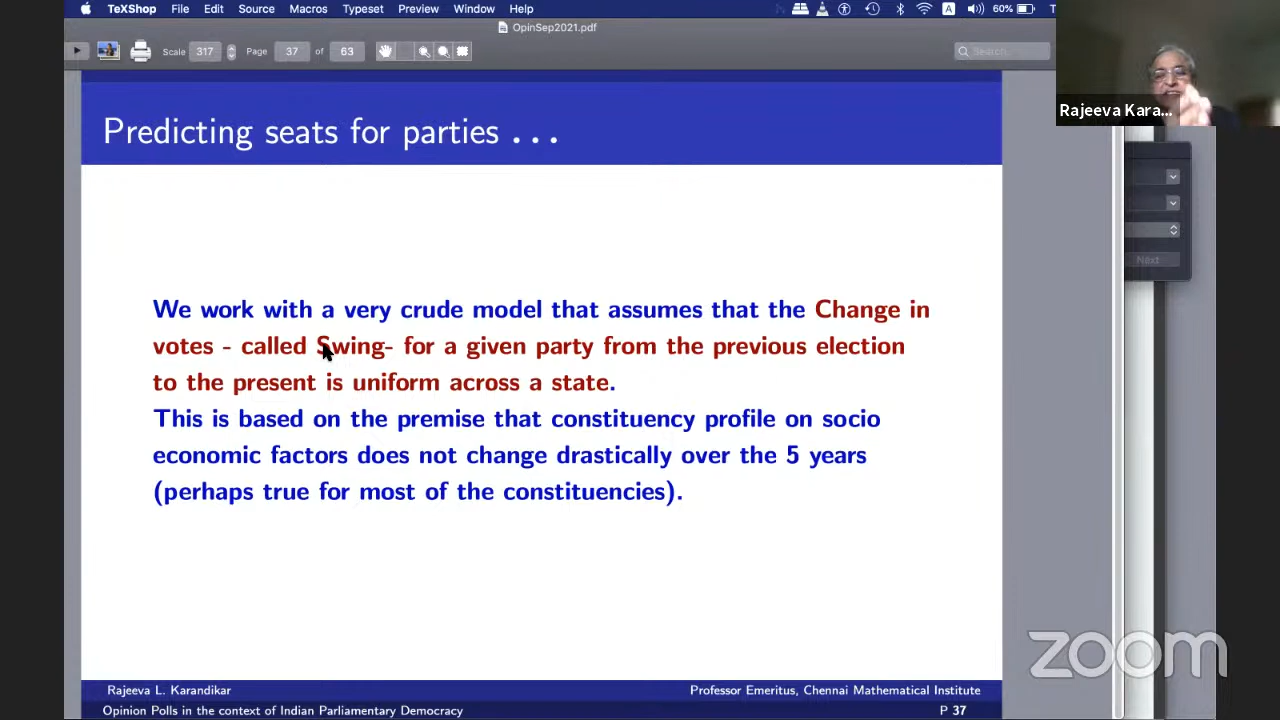 TeXShop File Edit Source Macros Typeset Preview Window Help A 60% T
OpinSep2021.pdf
Scale 317 Page 37 of 63 Search
Rajeeva Kara...
Predicting seats for parties . . .
Next
We work with a very crude model that assumes that the Change in
votes - called Swing- for a given party from the previous election
to the present is uniform across a state.
This is based on the premise that constituency profile on socio
economic factors does not change drastically over the 5 years
(perhaps true for most of the constituencies).
zoom
Rajeeva L. Karandikar Professor Emeritus, Chennai Mathematical Institute
Opinion Polls in the context of Indian Parliamentary Democracy P 37